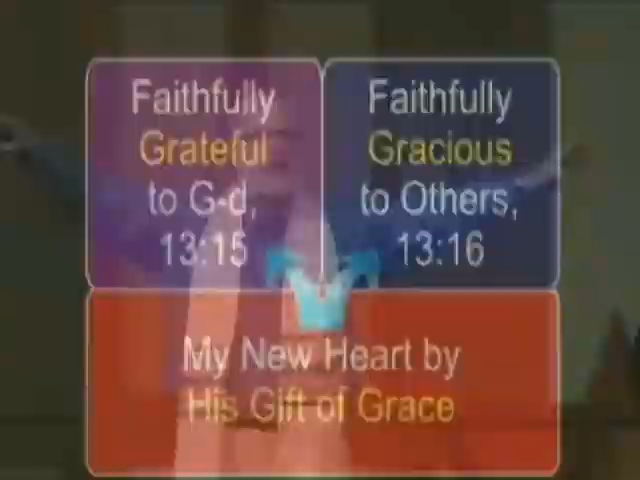 Faithfully
Grateful
to G-d,
13:15
Faithfully
Gracious
to Others,
13:16
My New Heart by
His Gift of Grace